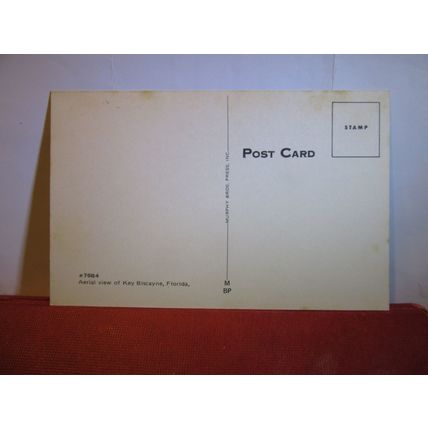 STAMP
POST CARD
MURPHY BROS. PRESS, INC.
#7684
Aerial view of Key Biscayne, Florida.
M
BP